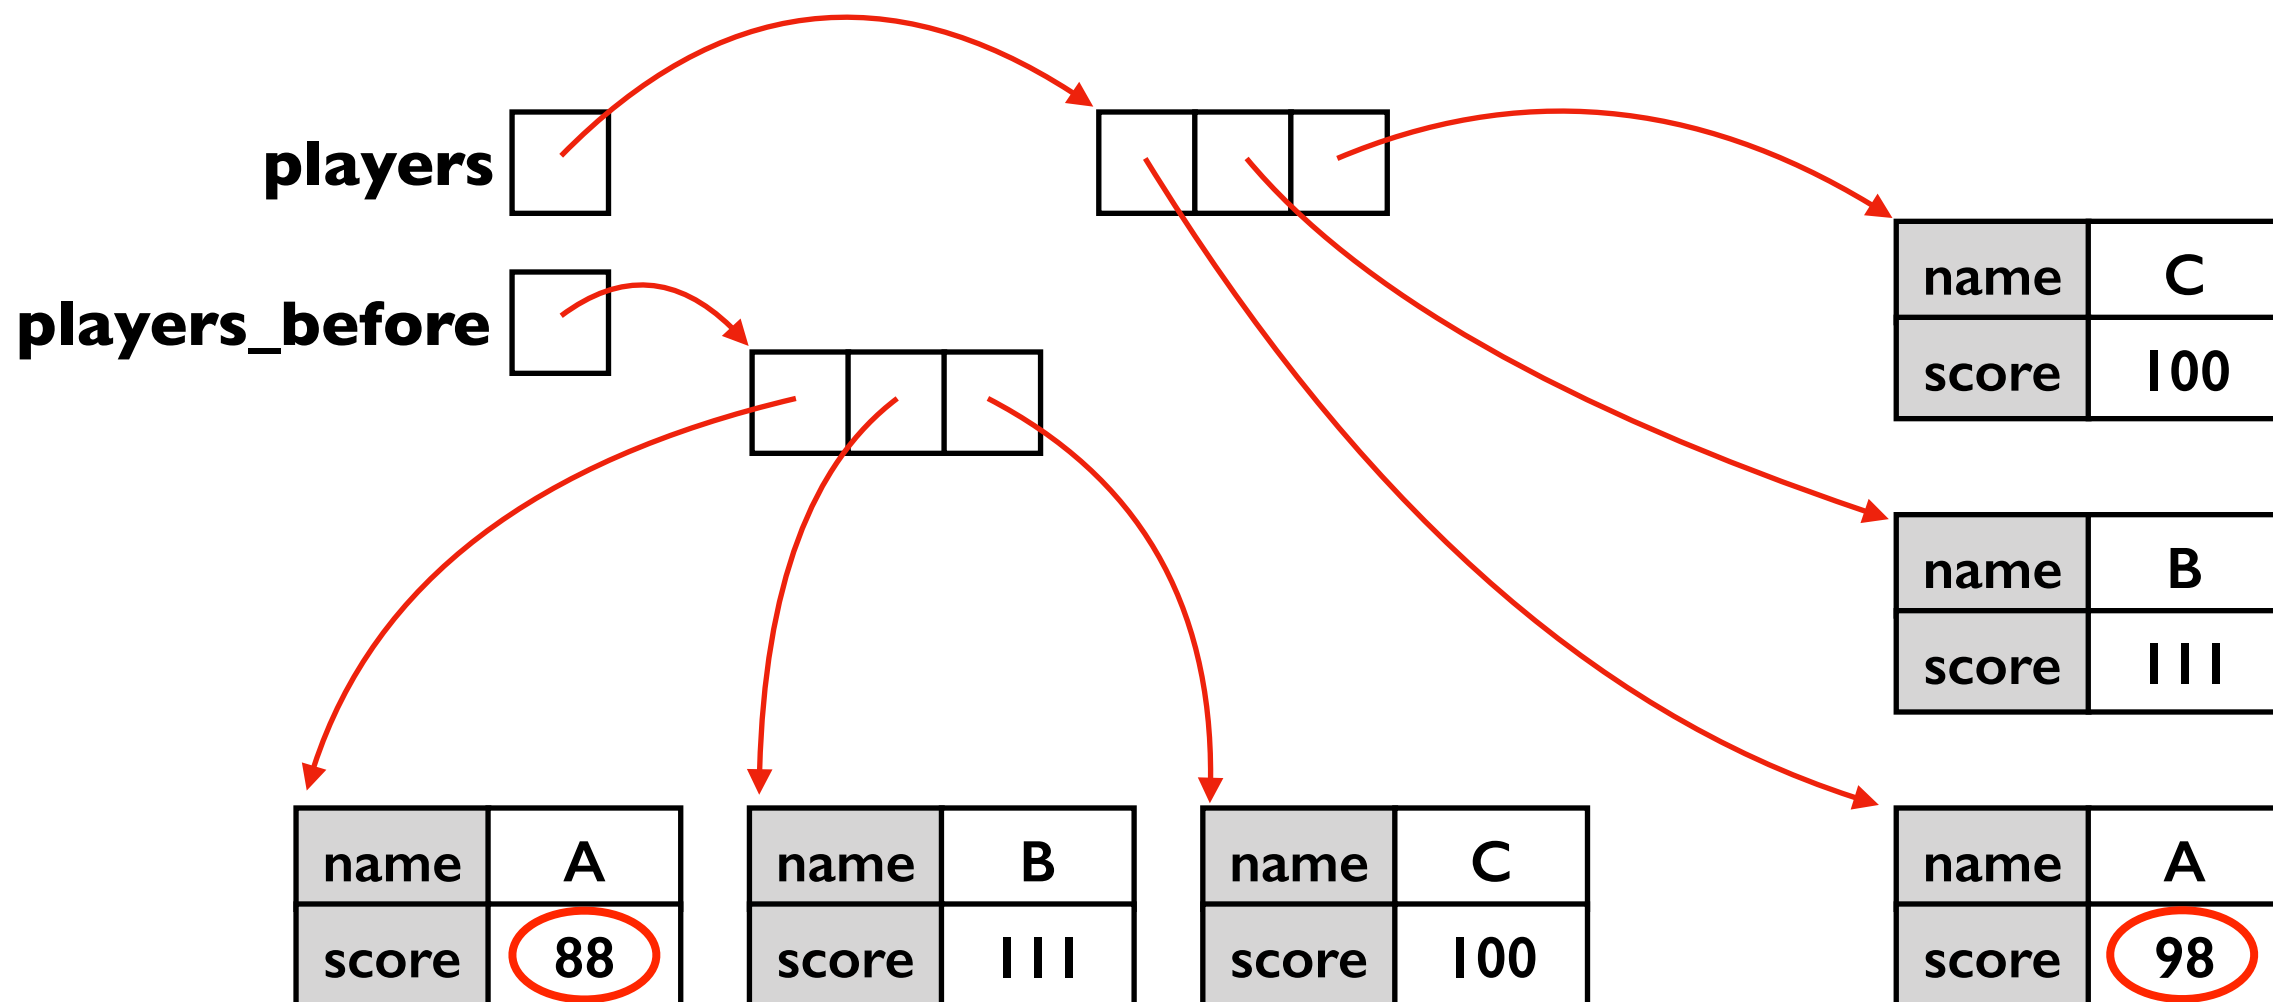 players
players_before
name C
score 100
name B
score 111
name A
score 88
name B
score 111
name C
score 100
name A
score 98